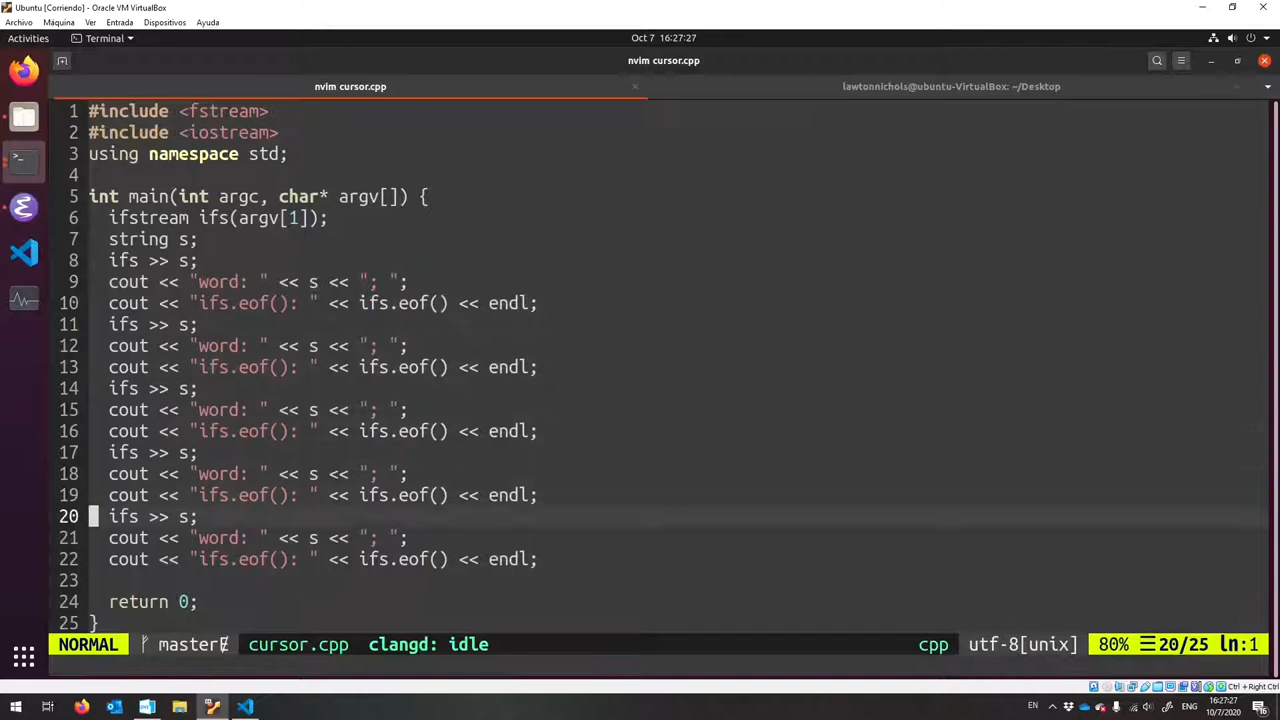 Ubuntu [Corriendo] - Oracle VM VirtualBox
Archivo Máquina Ver Entrada Dispositivos Ayuda
Activities Terminal Oct 7 16:27:27
nvim cursor.cpp
nvim cursor.cpp lawtonnichols@ubuntu-VirtualBox: ~/Desktop
1 #include <fstream>
2 #include <iostream>
3 using namespace std;
4
5 int main(int argc, char* argv[]) {
6 ifstream ifs(argv[1]);
7 string s;
8 ifs >> s;
9 cout << "word: " << s << "; ";
10 cout << "ifs.eof(): " << ifs.eof() << endl;
11 ifs >> s;
12 cout << "word: " << s << "; ";
13 cout << "ifs.eof(): " << ifs.eof() << endl;
14 ifs >> s;
15 cout << "word: " << s << "; ";
16 cout << "ifs.eof(): " << ifs.eof() << endl;
17 ifs >> s;
18 cout << "word: " << s << "; ";
19 cout << "ifs.eof(): " << ifs.eof() << endl;
20 ifs >> s;
21 cout << "word: " << s << "; ";
22 cout << "ifs.eof(): " << ifs.eof() << endl;
23
24 return 0;
25 }
NORMAL master cursor.cpp clangd: idle cpp utf-8[unix] 80% ☰20/25 ln:1
Ctrl + Right Ctrl
EN ENG 16:27:27
10/7/2020 16